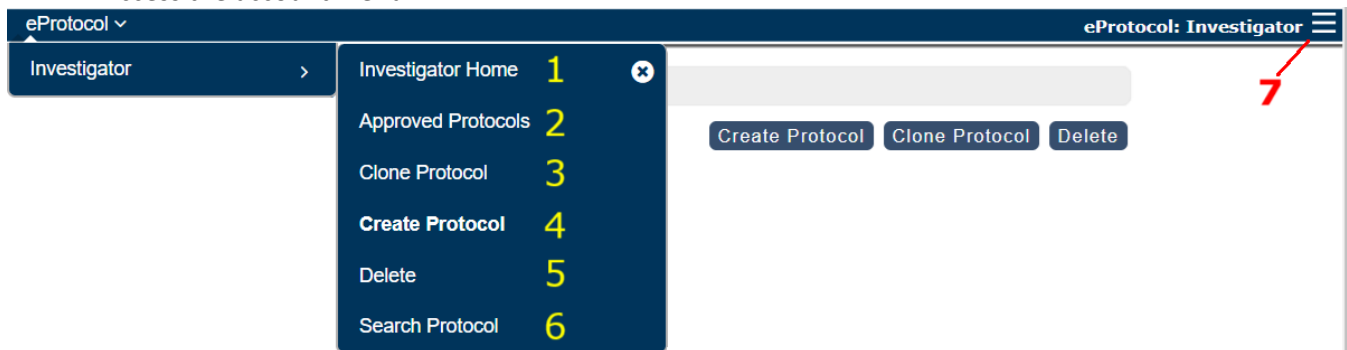 eProtocol
eProtocol: Investigator
Investigator
Investigator Home 1
7
Approved Protocols 2
Create Protocol Clone Protocol Delete
Clone Protocol 3
Create Protocol 4
Delete 5
Search Protocol 6